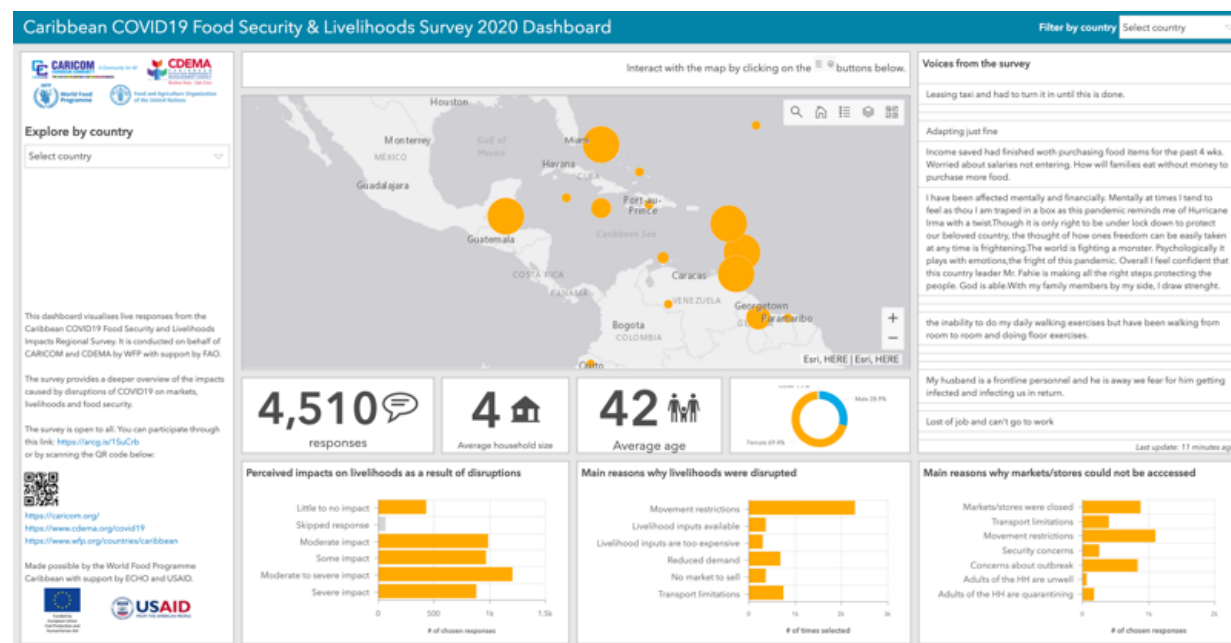 Caribbean COVID19 Food Security & Livelihoods Survey 2020 Dashboard
Filter by country
Select country
CARICOM
CDEMA
World Food
Programme
Food and Agriculture Organization
of the United Nations
Explore by country
Select country
This dashboard visualises live responses from the
Caribbean COVID19 Food Security and Livelihoods
Impacts Regional Survey. It is conducted on behalf of
CARICOM and CDEMA by WFP with support by FAO.
The survey provides a deeper overview of the impacts
caused by disruptions of COVID19 on markets,
livelihoods and food security.
The survey is open to all. You can participate through
this link: https://arcg.is/15uCrb
or by scanning the QR code below:
https://caricom.org/
https://www.cdema.org/covid19
https://www.wfp.org/countries/caribbean
Made possible by the World Food Programme
Caribbean with support by ECHO and USAID.
USAID
FROM THE AMERICAN PEOPLE
Interact with the map by clicking on the buttons below.
Houston
Monterrey
Gulf of
Mexico
Miami
MÉXICO
Havana
CUBA
Guadalajara
Port-au-
Prince
Guatemala
Caribbean Sea
COSTA RICA
Caracas
PANAMA
VENEZUELA
Georgetown
Paramaribo
Bogota
COLOMBIA
Quito
+
−
Esri, HERE | Esri, HERE
4,510
responses
4
Average household size
42
Average age
Male 28.9%
Female 69.4%
Perceived impacts on livelihoods as a result of disruptions
Little to no impact
Skipped response
Moderate impact
Some impact
Moderate to severe impact
Severe impact
0 500 1k 1.5k
# of chosen responses
Main reasons why livelihoods were disrupted
Movement restrictions
Livelihood inputs available
Livelihood inputs are too expensive
Reduced demand
No market to sell
Transport limitations
0 1k 2k 3k
# of times selected
Voices from the survey
Leasing taxi and had to turn it in until this is done.
Adapting just fine
Income saved had finished woth purchasing food items for the past 4 wks.
Worried about salaries not entering. How will families eat without money to
purchase more food.
I have been affected mentally and financially. Mentally at times I tend to
feel as thou I am traped in a box as this pandemic reminds me of Hurricane
Irma with a twist.Though it is only right to be under lock down to protect
our beloved country, the thought of how ones freedom can be easily taken
at any time is frightening.The world is fighting a monster. Psychologically it
plays with emotions,the fright of this pandemic. Overall I feel confident that
this country leader Mr. Fahie is making all the right steps protecting the
people. God is able.With my family members by my side, I draw strenght.
the inability to do my daily walking exercises but have been walking from
room to room and doing floor exercises.
My husband is a frontline personnel and he is away we fear for him getting
infected and infecting us in return.
Lost of job and can't go to work
Last update: 11 minutes ag
Main reasons why markets/stores could not be acccessed
Markets/stores were closed
Transport limitations
Movement restrictions
Security concerns
Concerns about outbreak
Adults of the HH are unwell
Adults of the HH are quarantining
0 1k 2k
# of chosen responses